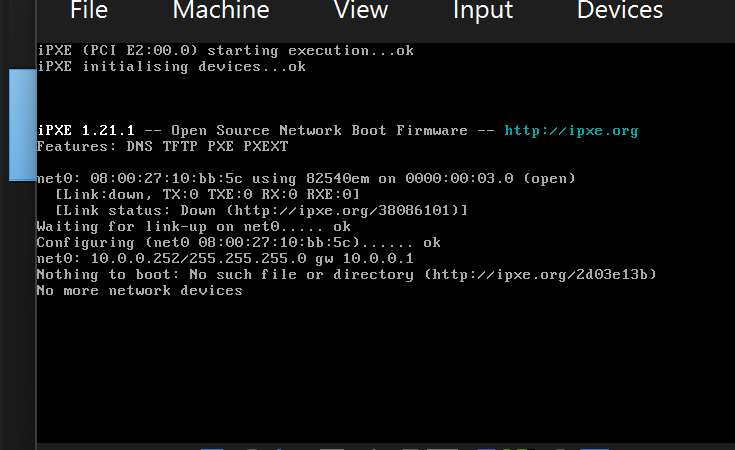 File Machine View Input Devices
iPXE (PCI E2:00.0) starting execution...ok
iPXE initialising devices...ok
iPXE 1.21.1 -- Open Source Network Boot Firmware -- http://ipxe.org
Features: DNS TFTP PXE PXEXT
net0: 08:00:27:10:bb:5c using 82540em on 0000:00:03.0 (open)
[Link:down, TX:0 TXE:0 RX:0 RXE:0]
[Link status: Down (http://ipxe.org/38086101)]
Waiting for link-up on net0..... ok
Configuring (net0 08:00:27:10:bb:5c)...... ok
net0: 10.0.0.252/255.255.255.0 gw 10.0.0.1
Nothing to boot: No such file or directory (http://ipxe.org/2d03e13b)
No more network devices